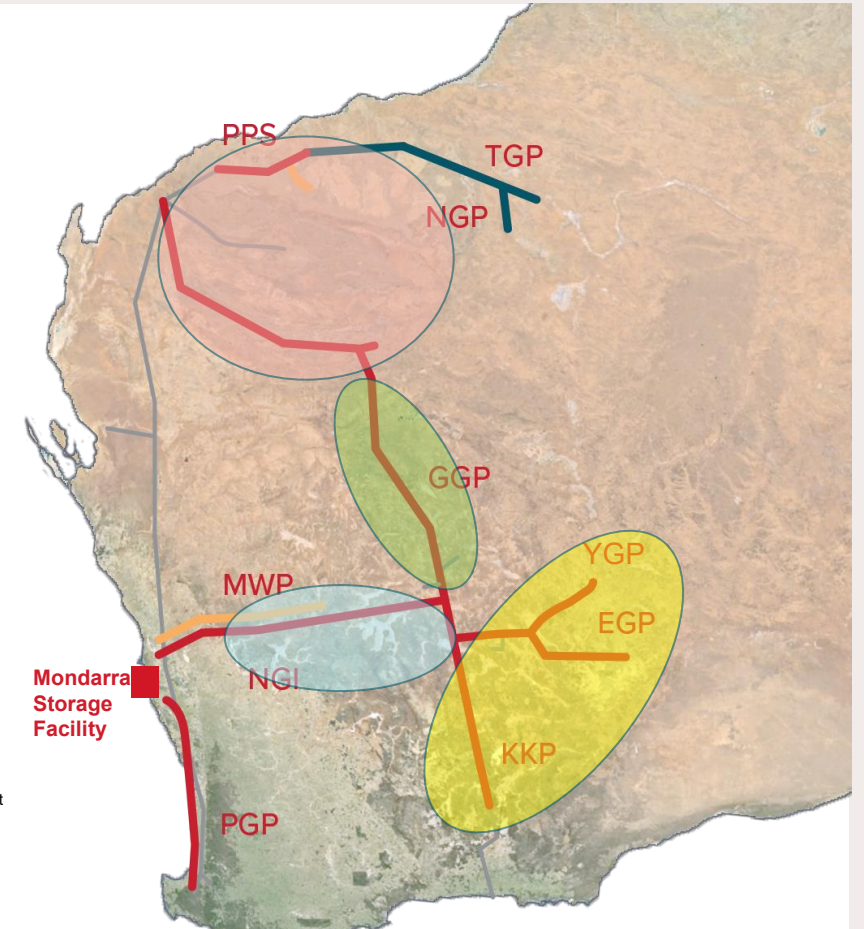 PPS
TGP
NGP
GGP
YGP
MWP
EGP
Mondarra
Storage
Facility
NGI
KKP
t
PGP